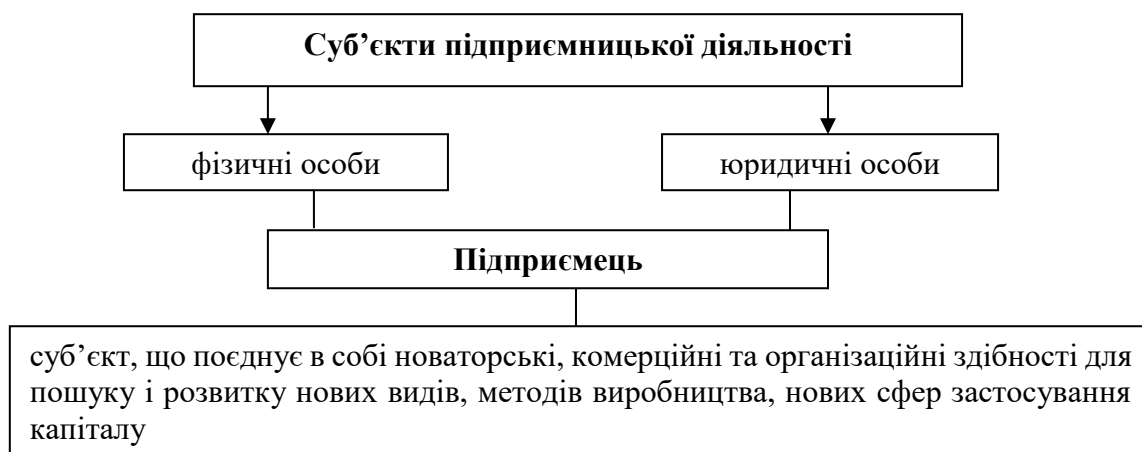 Суб’єкти підприємницької діяльності
фізичні особи
юридичні особи
Підприємець
суб’єкт, що поєднує в собі новаторські, комерційні та організаційні здібності для
пошуку і розвитку нових видів, методів виробництва, нових сфер застосування
капіталу